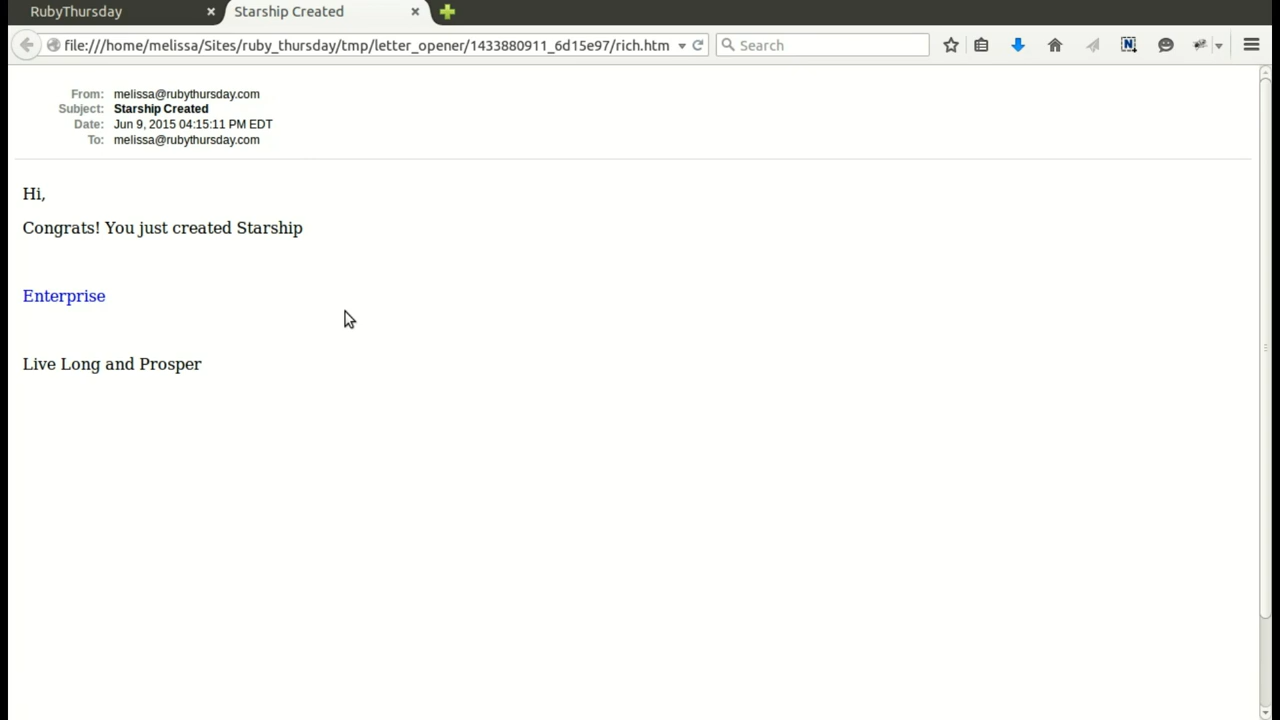 RubyThursday
Starship Created
file:///home/melissa/Sites/ruby_thursday/tmp/letter_opener/1433880911_6d15e97/rich.htm
Search
N
From: melissa@rubythursday.com
Subject: Starship Created
Date: Jun 9, 2015 04:15:11 PM EDT
To: melissa@rubythursday.com
Hi,
Congrats! You just created Starship
Enterprise
Live Long and Prosper